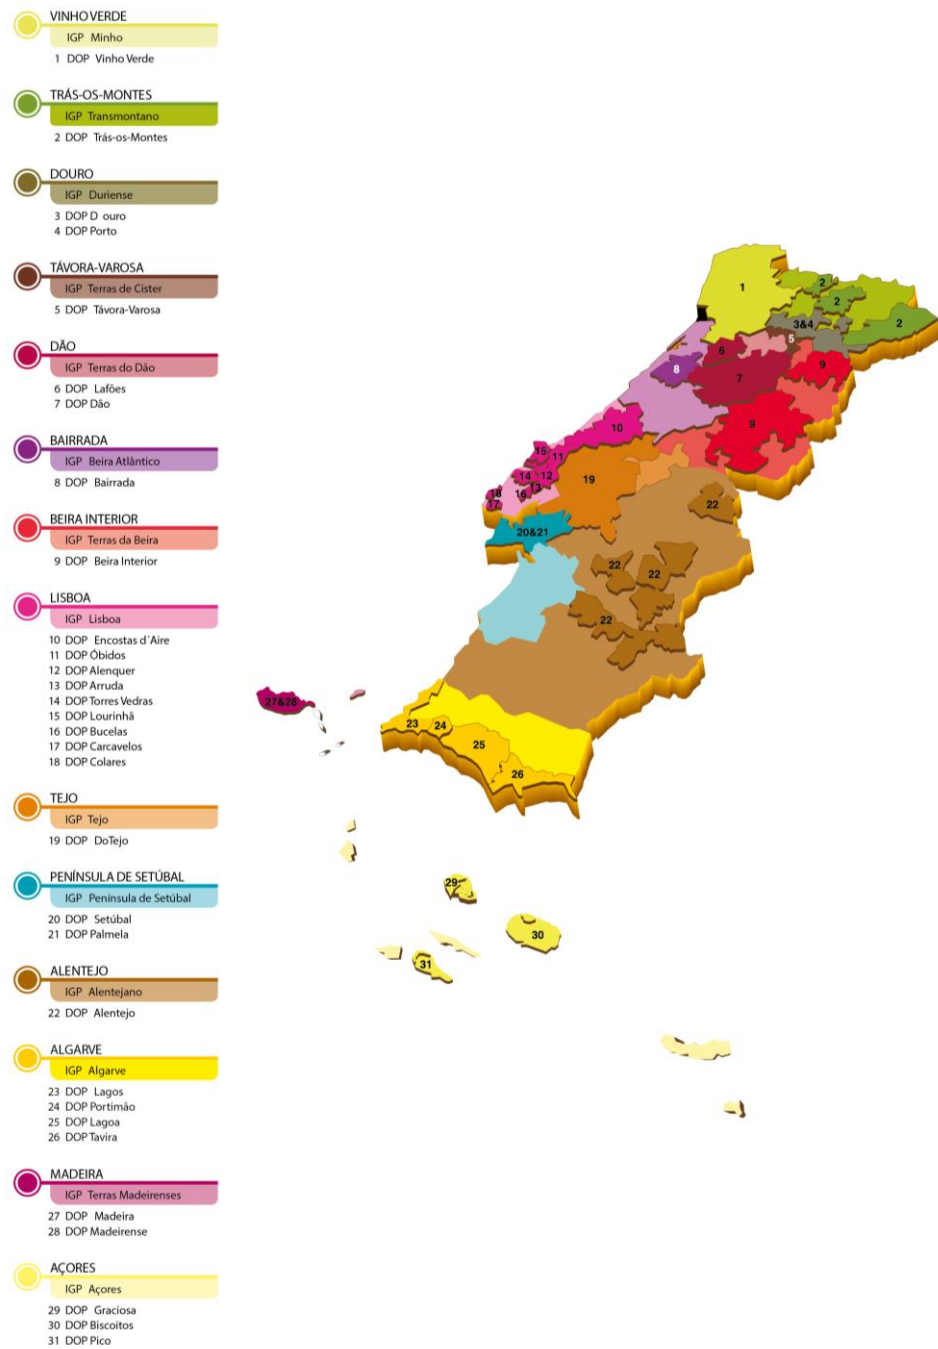 VINHO VERDE
IGP Minho
1 DOP Vinho Verde
TRÁS-OS-MONTES
IGP Transmontano
2 DOP Trás-os-Montes
DOURO
IGP Duriense
3 DOP D ouro
4 DOP Porto
TÁVORA-VAROSA
IGP Terras de Cister
5 DOP Távora-Varosa
DÃO
IGP Terras do Dão
6 DOP Lafões
7 DOP Dão
BAIRRADA
IGP Beira Atlântico
8 DOP Bairrada
BEIRA INTERIOR
IGP Terras da Beira
9 DOP Beira Interior
LISBOA
IGP Lisboa
10 DOP Encostas d´Aire
11 DOP Óbidos
12 DOP Alenquer
13 DOP Arruda
14 DOP Torres Vedras
15 DOP Lourinhã
16 DOP Bucelas
17 DOP Carcavelos
18 DOP Colares
TEJO
IGP Tejo
19 DOP DoTejo
PENÍNSULA DE SETÚBAL
IGP Península de Setúbal
20 DOP Setúbal
21 DOP Palmela
ALENTEJO
IGP Alentejano
22 DOP Alentejo
ALGARVE
IGP Algarve
23 DOP Lagos
24 DOP Portimão
25 DOP Lagoa
26 DOP Tavira
MADEIRA
IGP Terras Madeirenses
27 DOP Madeira
28 DOP Madeirense
AÇORES
IGP Açores
29 DOP Graciosa
30 DOP Biscoitos
31 DOP Pico
1
2
2
3&4
2
5
6
8
7
9
10
9
15
11
14
12
13
18
16
17
19
22
20&21
22
22
22
27&28
23
24
25
26
29
30
31